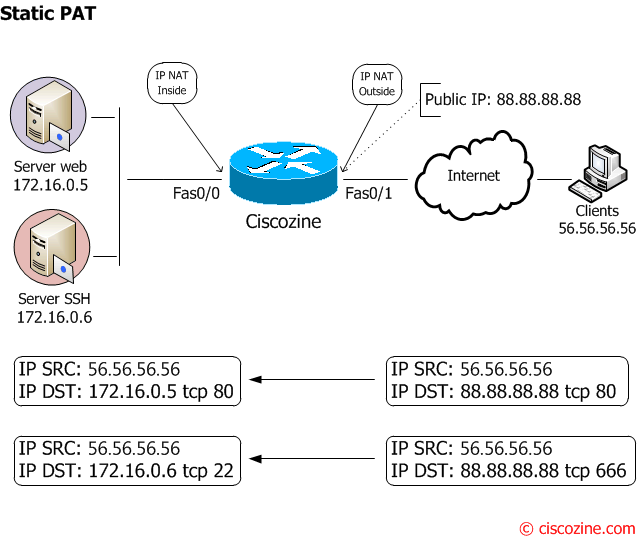 Static PAT
IP NAT
Inside
IP NAT
Outside
Public IP: 88.88.88.88
Server web
172.16.0.5
Fas0/0
Fas0/1
Ciscozine
Internet
Clients
56.56.56.56
Server SSH
172.16.0.6
IP SRC: 56.56.56.56
IP DST: 172.16.0.5 tcp 80
IP SRC: 56.56.56.56
IP DST: 88.88.88.88 tcp 80
IP SRC: 56.56.56.56
IP DST: 172.16.0.6 tcp 22
IP SRC: 56.56.56.56
IP DST: 88.88.88.88 tcp 666
© ciscozine.com